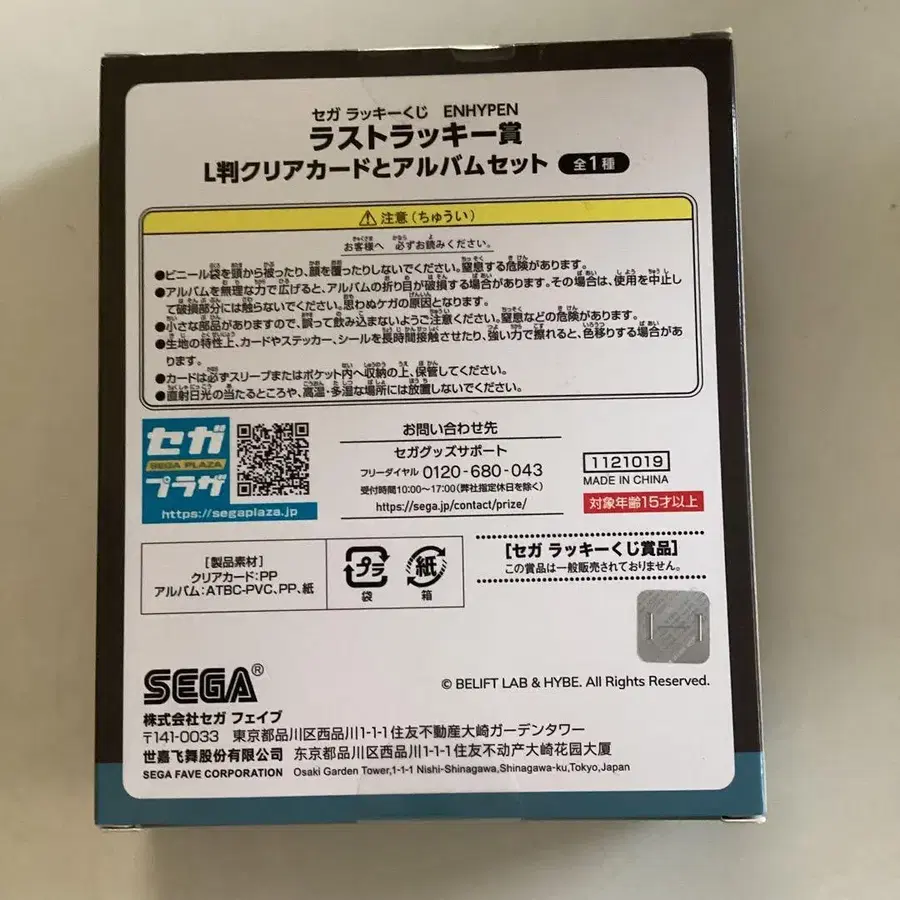 セガ ラッキーくじ ENHYPEN
ラストラッキー賞
L判クリアカードとアルバムセット 全1種
⚠注意(ちゅうい)
お客様へ 必ずお読みください。
●ビニール袋を頭から被ったり、顔を覆ったりしないでください。窒息する危険があります。
●アルバムを無理な力で広げると、アルバムの折り目が破損する場合があります。その場合は、使用を中止し
て破損部分には触らないでください。思わぬケガの原因となります。
●小さな部品がありますので、誤って飲み込まないようご注意ください。窒息などの危険があります。
●生地の特性上、カードやステッカー、シールを長時間接触させたり、強い力で擦れると、色移りする場合があ
ります。
●カードは必ずスリーブまたはポケット内へ収納の上、保管してください。
●直射日光の当たるところや、高温・多湿な場所には放置しないでください。
セガ
SEGA PLAZA
プラザ
https://segaplaza.jp
お問い合わせ先
セガグッズサポート
フリーダイヤル 0120-680-043
受付時間10:00~17:00(弊社指定休日を除く)
https://sega.jp/contact/prize/
1121019
MADE IN CHINA
対象年齢15才以上
[製品素材]
クリアカード:PP
アルバム:ATBC-PVC、PP、紙
プラ
袋
紙
箱
[セガ ラッキーくじ賞品]
この賞品は一般販売されておりません。
SEGA®
© BELIFT LAB & HYBE. All Rights Reserved.
株式会社セガ フェイブ
〒141-0033 東京都品川区西品川1-1-1住友不動産大崎ガーデンタワー
世嘉飞舞股份有限公司 东京都品川区西品川1-1-1住友不动产大崎花园大厦
SEGA FAVE CORPORATION Osaki Garden Tower,1-1-1 Nishi-Shinagawa,Shinagawa-ku,Tokyo,Japan